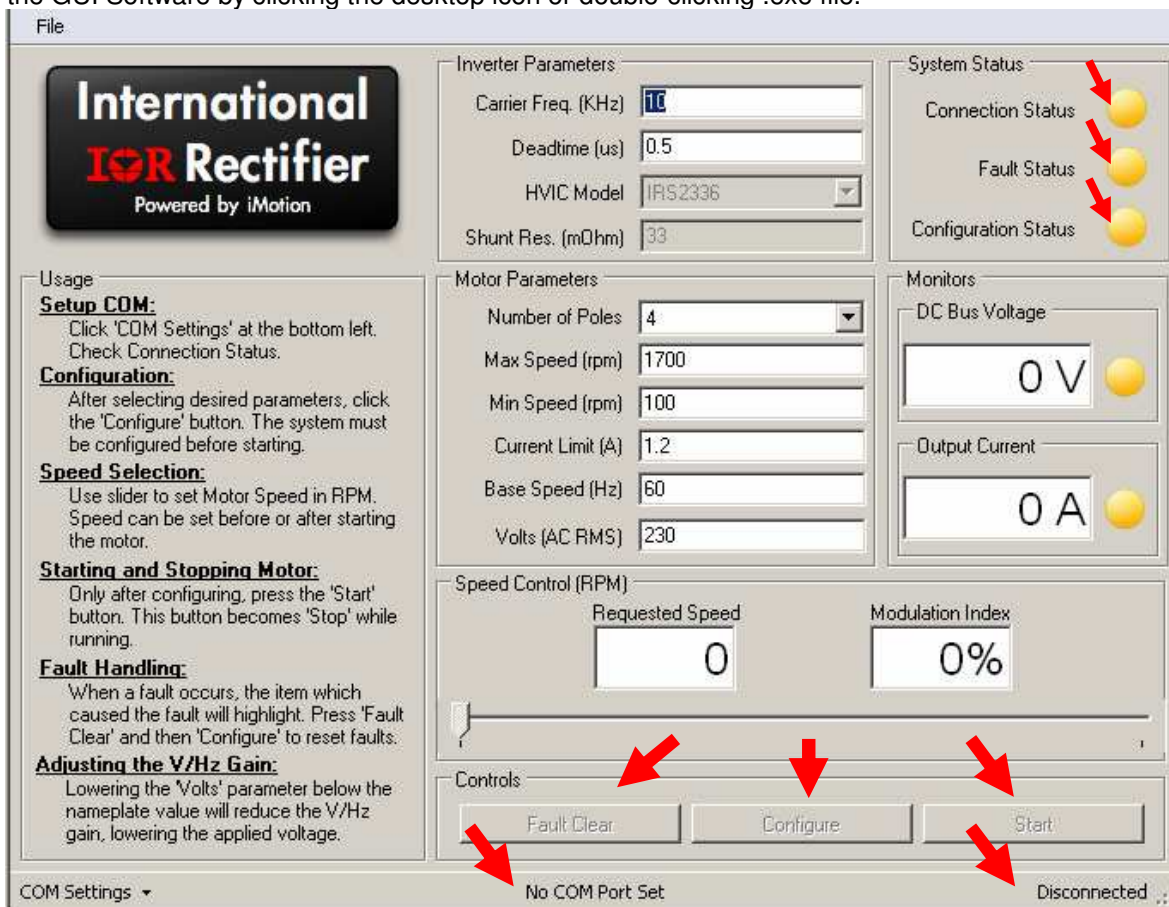 the GUI Software by clicking the desktop icon or double-clicking .exe file.
File
International
IOR Rectifier
Powered by iMotion
Inverter Parameters
Carrier Freq. (KHz) 10
Deadtime (us) 0.5
HVIC Model IRS2336
Shunt Res. (mOhm) 33
System Status
Connection Status
Fault Status
Configuration Status
Usage
Setup COM:
Click 'COM Settings' at the bottom left.
Check Connection Status.
Configuration:
After selecting desired parameters, click
the 'Configure' button. The system must
be configured before starting.
Speed Selection:
Use slider to set Motor Speed in RPM.
Speed can be set before or after starting
the motor.
Starting and Stopping Motor:
Only after configuring, press the 'Start'
button. This button becomes 'Stop' while
running.
Fault Handling:
When a fault occurs, the item which
caused the fault will highlight. Press 'Fault
Clear' and then 'Configure' to reset faults.
Adjusting the V/Hz Gain:
Lowering the 'Volts' parameter below the
nameplate value will reduce the V/Hz
gain, lowering the applied voltage.
Motor Parameters
Number of Poles 4
Max Speed (rpm) 1700
Min Speed (rpm) 100
Current Limit (A) 1.2
Base Speed (Hz) 60
Volts (AC RMS) 230
Monitors
DC Bus Voltage
0 V
Output Current
0 A
Speed Control (RPM)
Requested Speed Modulation Index
0 0%
Controls
Fault Clear Configure Start
COM Settings No COM Port Set Disconnected